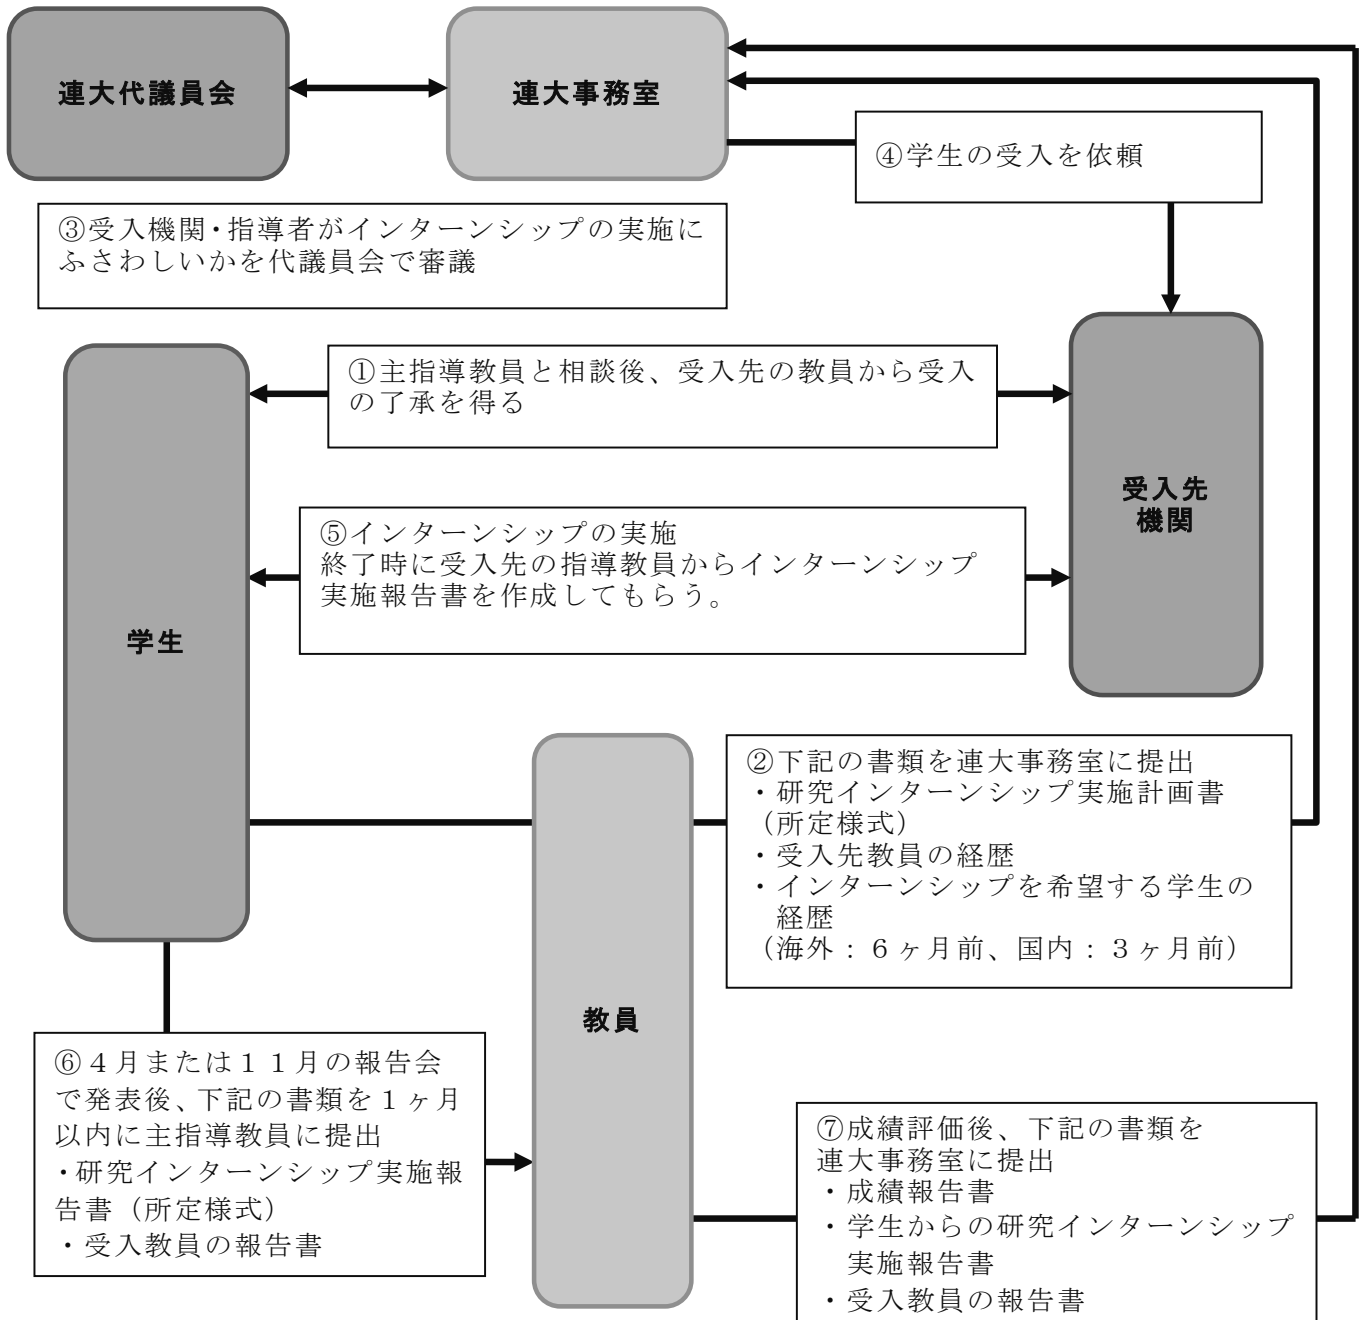 連大代議員会
連大事務室
④学生の受入を依頼
③受入機関・指導者がインターンシップの実施に
ふさわしいかを代議員会で審議
①主指導教員と相談後、受入先の教員から受入
の了承を得る
受入先
機関
⑤インターンシップの実施
終了時に受入先の指導教員からインターンシップ
実施報告書を作成してもらう。
学生
②下記の書類を連大事務室に提出
・研究インターンシップ実施計画書
（所定様式）
・受入先教員の経歴
・インターンシップを希望する学生の
経歴
（海外：６ヶ月前、国内：３ヶ月前）
教員
⑥４月または１１月の報告会
で発表後、下記の書類を１ヶ月
以内に主指導教員に提出
・研究インターンシップ実施報
告書（所定様式）
・受入教員の報告書
⑦成績評価後、下記の書類を
連大事務室に提出
・成績報告書
・学生からの研究インターンシップ
実施報告書
・受入教員の報告書